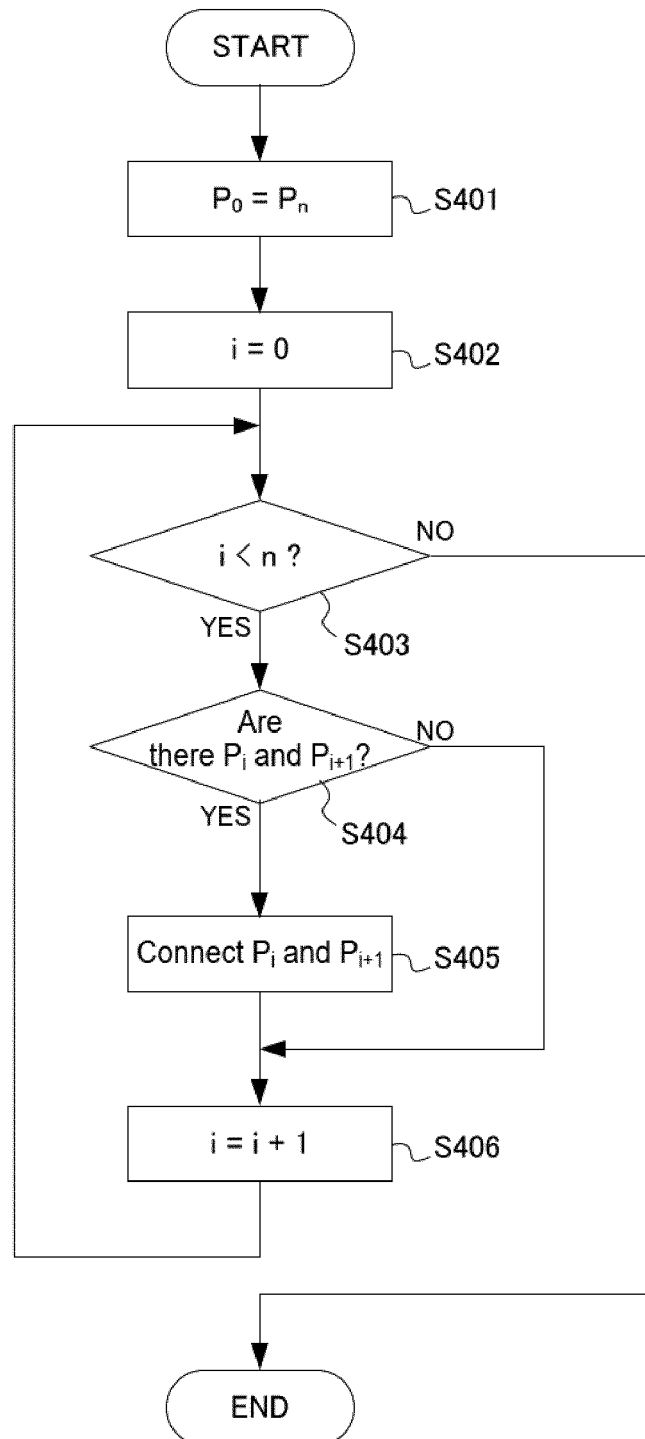 START
P₀ = Pₙ
S401
i = 0
S402
i < n ?
NO
YES
S403
Are
there Pᵢ and Pᵢ₊₁?
NO
YES
S404
Connect Pᵢ and Pᵢ₊₁
S405
i = i + 1
S406
END